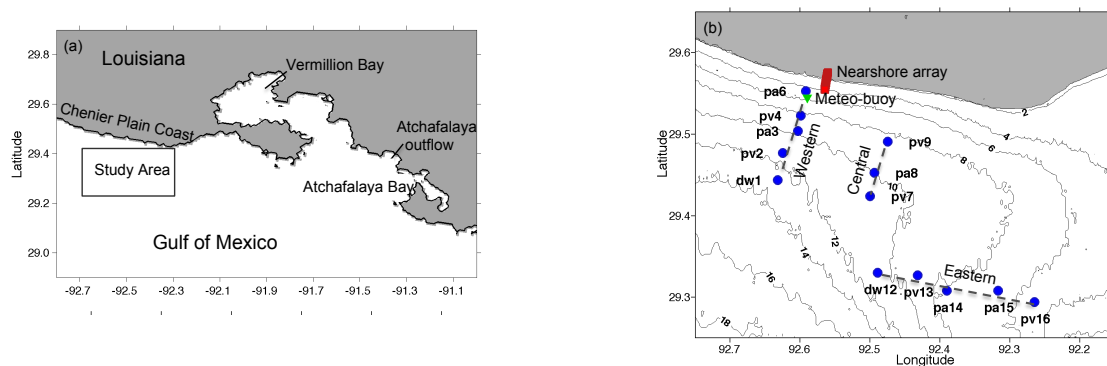 (a)
Louisiana
Vermillion Bay
Chenier Plain Coast
Atchafalaya
outflow
Study Area
Atchafalaya Bay
Gulf of Mexico
Latitude
29.8
29.6
29.4
29.2
29.0
-92.7 -92.5 -92.3 -92.1 -91.9 -91.7 -91.5 -91.3 -91.1
(b)
Nearshore array
pa6
Meteo-buoy
pv4
pa3
pv2
dw1
Western
Central
pv9
pa8
pv7
Eastern
dw12
pv13
pa14
pa15
pv16
2
4
6
8
10
12
14
16
18
Latitude
29.6
29.5
29.4
29.3
92.7 92.6 92.5 92.4 92.3 92.2
Longitude